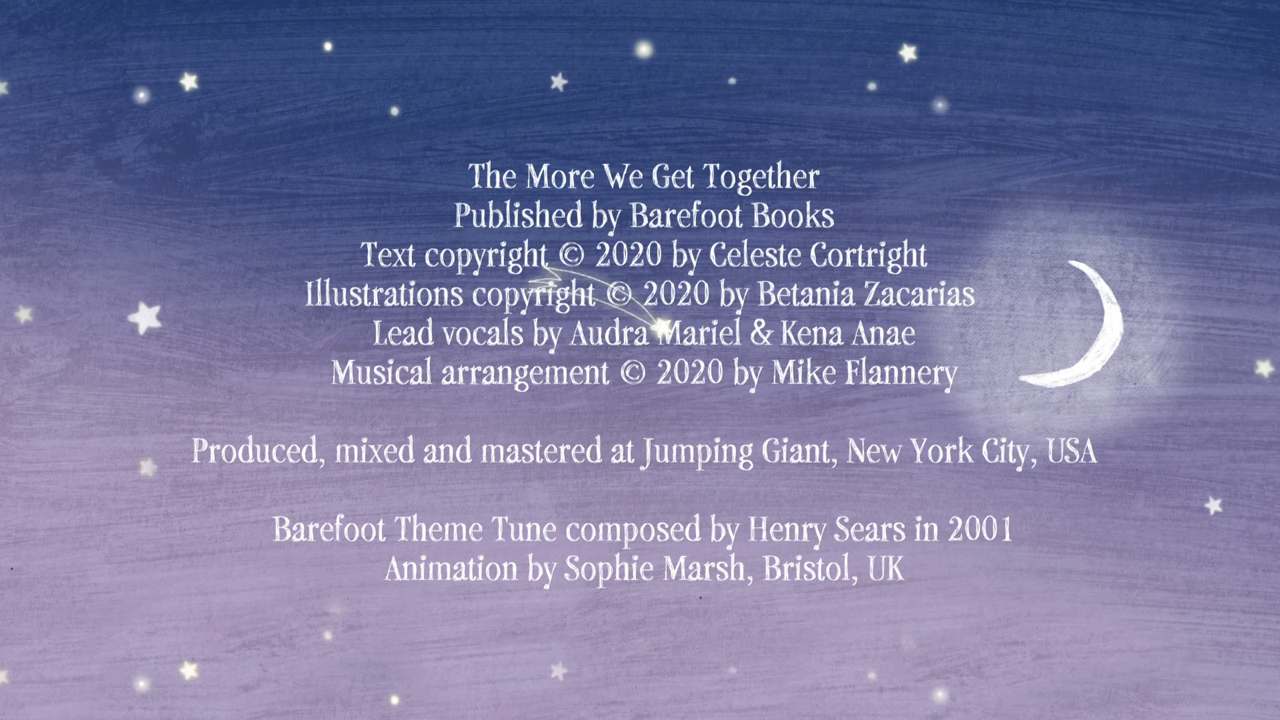 The More We Get Together
Published by Barefoot Books
Text copyright © 2020 by Celeste Cortright
Illustrations copyright © 2020 by Betania Zacarias
Lead vocals by Audra Mariel & Kena Anae
Musical arrangement © 2020 by Mike Flannery
Produced, mixed and mastered at Jumping Giant, New York City, USA
Barefoot Theme Tune composed by Henry Sears in 2001
Animation by Sophie Marsh, Bristol, UK